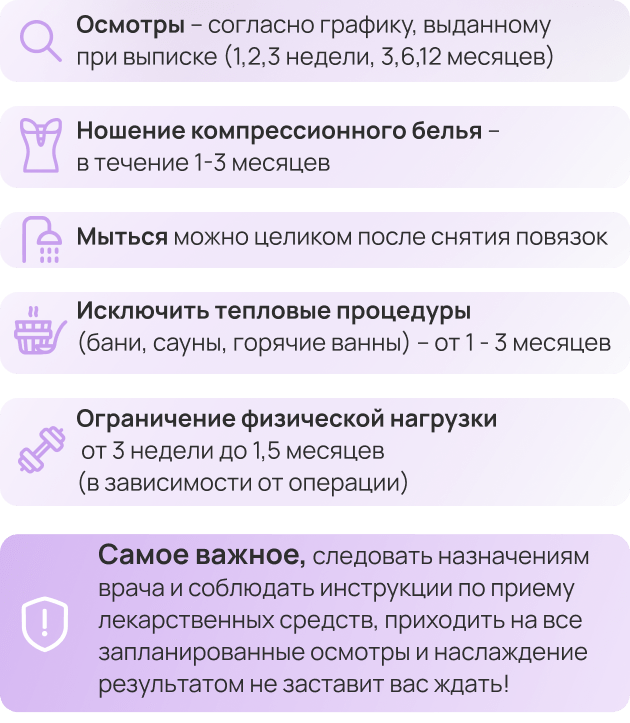 Осмотры – согласно графику, выданному
при выписке (1,2,3 недели, 3,6,12 месяцев)
Ношение компрессионного белья –
в течение 1-3 месяцев
Мыться можно целиком после снятия повязок
Исключить тепловые процедуры
(бани, сауны, горячие ванны) – от 1 - 3 месяцев
Ограничение физической нагрузки
от 3 недели до 1,5 месяцев
(в зависимости от операции)
Самое важное, следовать назначениям
врача и соблюдать инструкции по приему
лекарственных средств, приходить на все
запланированные осмотры и наслаждение
результатом не заставит вас ждать!